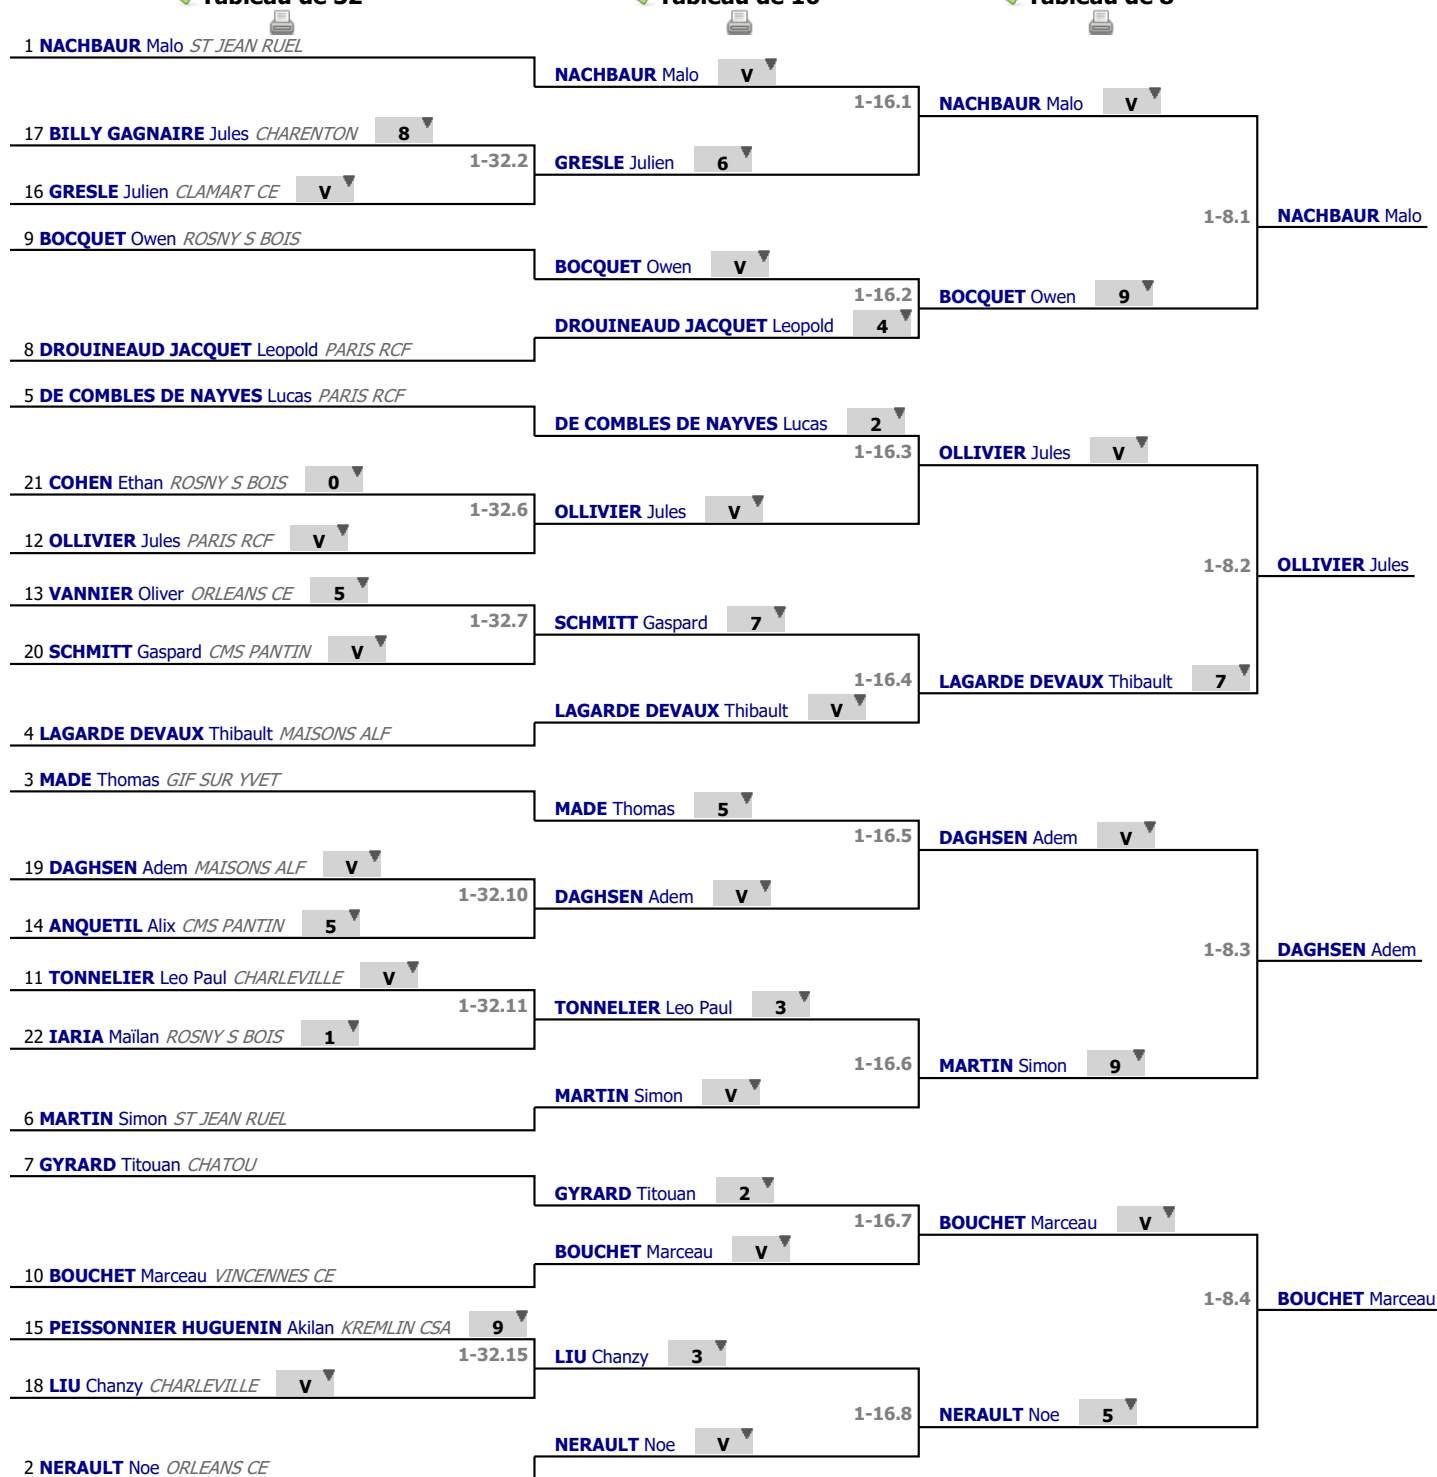 Tableau de 32 Tableau de 16 Tableau de 8
1 NACHBAUR Malo ST JEAN RUEL
NACHBAUR Malo V
1-16.1 NACHBAUR Malo V
17 BILLY GAGNAIRE Jules CHARENTON 8
1-32.2 GRESLE Julien 6
16 GRESLE Julien CLAMART CE V
1-8.1 NACHBAUR Malo
9 BOCQUET Owen ROSNY S BOIS
BOCQUET Owen V
1-16.2 BOCQUET Owen 9
DROUINEAUD JACQUET Leopold 4
8 DROUINEAUD JACQUET Leopold PARIS RCF
5 DE COMBLES DE NAYVES Lucas PARIS RCF
DE COMBLES DE NAYVES Lucas 2
1-16.3 OLLIVIER Jules V
21 COHEN Ethan ROSNY S BOIS 0
1-32.6 OLLIVIER Jules V
12 OLLIVIER Jules PARIS RCF V
1-8.2 OLLIVIER Jules
13 VANNIER Oliver ORLEANS CE 5
1-32.7 SCHMITT Gaspard 7
20 SCHMITT Gaspard CMS PANTIN V
1-16.4 LAGARDE DEVAUX Thibault 7
LAGARDE DEVAUX Thibault V
4 LAGARDE DEVAUX Thibault MAISONS ALF
3 MADE Thomas GIF SUR YVET
MADE Thomas 5
1-16.5 DAGHSEN Adem V
19 DAGHSEN Adem MAISONS ALF V
1-32.10 DAGHSEN Adem V
14 ANQUETIL Alix CMS PANTIN 5
1-8.3 DAGHSEN Adem
11 TONNELIER Leo Paul CHARLEVILLE V
1-32.11 TONNELIER Leo Paul 3
22 IARIA Maïlan ROSNY S BOIS 1
1-16.6 MARTIN Simon 9
MARTIN Simon V
6 MARTIN Simon ST JEAN RUEL
7 GYRARD Titouan CHATOU
GYRARD Titouan 2
1-16.7 BOUCHET Marceau V
BOUCHET Marceau V
10 BOUCHET Marceau VINCENNES CE
1-8.4 BOUCHET Marceau
15 PEISSONNIER HUGUENIN Akilan KREMLIN CSA 9
1-32.15 LIU Chanzy 3
18 LIU Chanzy CHARLEVILLE V
1-16.8 NERAULT Noe 5
NERAULT Noe V
2 NERAULT Noe ORLEANS CE